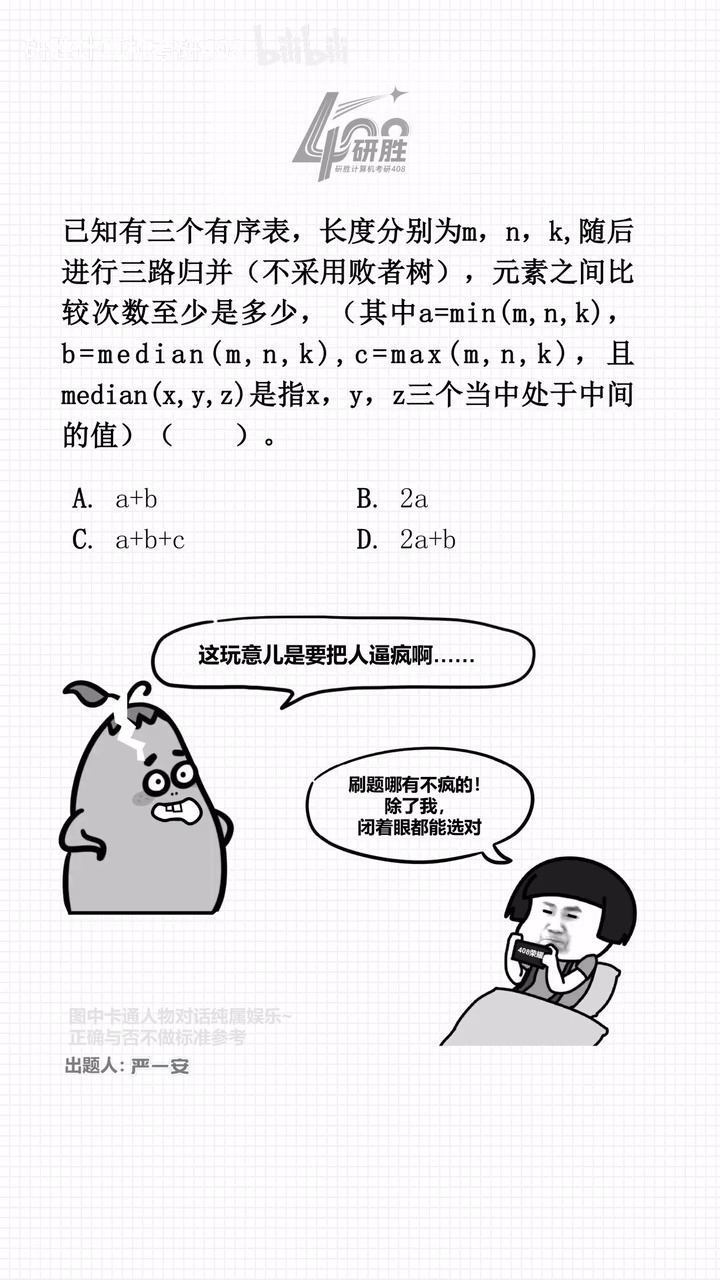 bilibili
408
研胜
研胜计算机考研408
已知有三个有序表，长度分别为m，n，k,随后
进行三路归并（不采用败者树），元素之间比
较次数至少是多少，（其中a=min(m,n,k)，
b=median(m,n,k),c=max(m,n,k)，且
median(x,y,z)是指x，y，z三个当中处于中间
的值）（　　）。
A. a+b
B. 2a
C. a+b+c
D. 2a+b
这玩意儿是要把人逼疯啊……
刷题哪有不疯的！
除了我，
闭着眼都能选对
408荣耀
图中卡通人物对话纯属娱乐~
正确与否不做标准参考
出题人：严一安